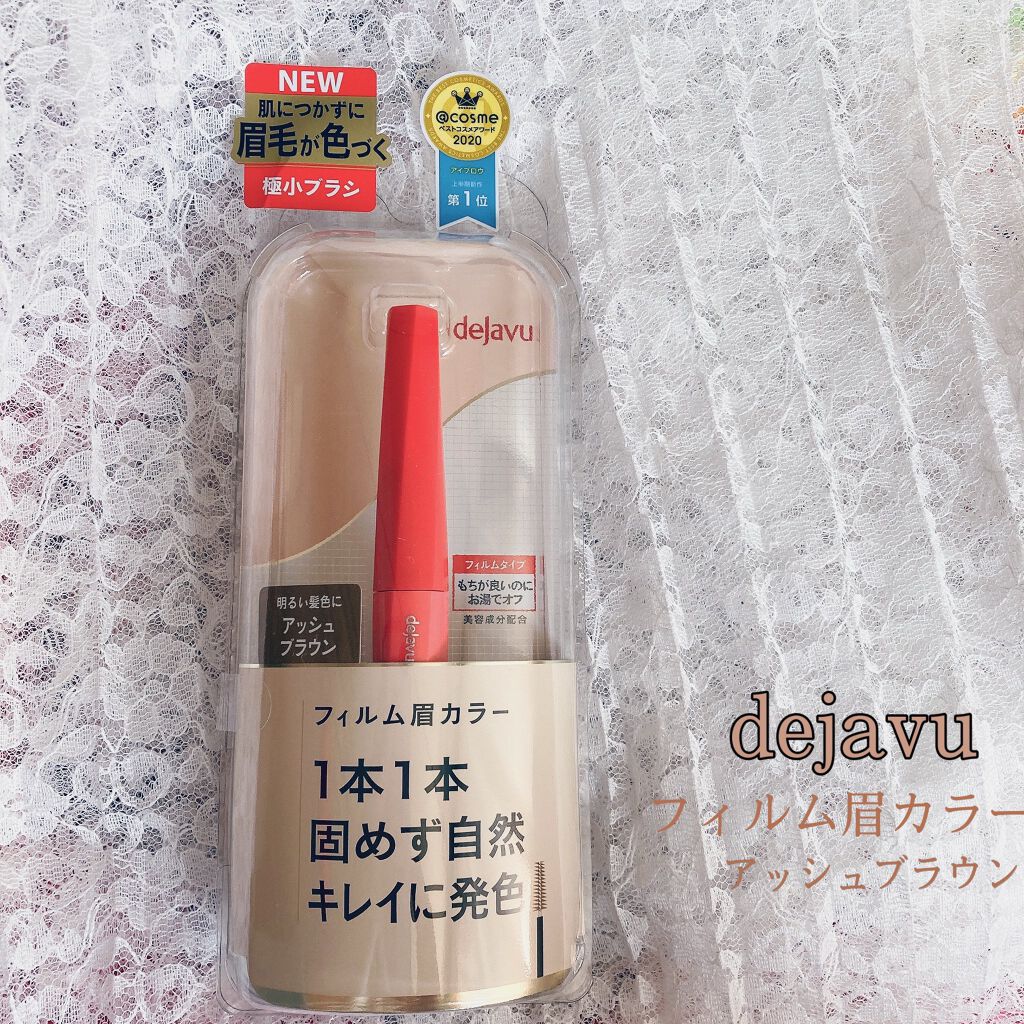 NEW
肌につかずに
眉毛が色づく
極小ブラシ
@cosme
ベストコスメアワード
2020
アイブロウ
上半期新作
第1位
dejavu
フィルムタイプ
もちが良いのに
お湯でオフ
美容成分配合
明るい髪色に
アッシュ
ブラウン
dejavu
フィルム眉カラー
1本1本
固めず自然
キレイに発色
dejavu
フィルム眉カラー
アッシュブラウン